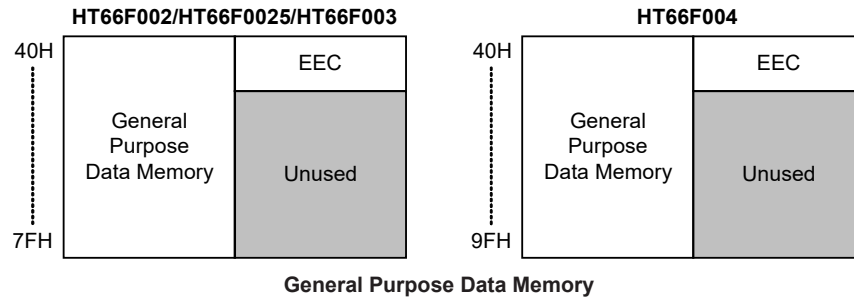 HT66F002/HT66F0025/HT66F003
40H
EEC
General
Purpose
Data Memory
Unused
7FH
HT66F004
40H
EEC
General
Purpose
Data Memory
Unused
9FH
General Purpose Data Memory